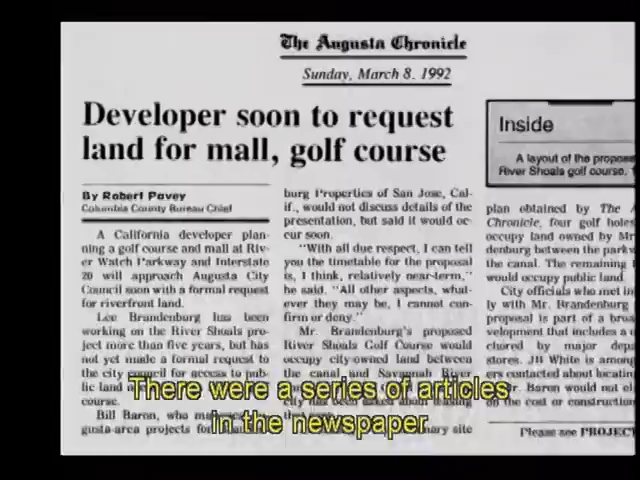 The Augusta Chronicle
Sunday, March 8, 1992
Developer soon to request
land for mall, golf course
By Robert Pavey
Columbia County Bureau Chief
A California developer plan-
ning a golf course and mall at Riv-
er Watch Parkway and Interstate
20 will approach Augusta City
Council soon with a formal request
for riverfront land.
Lee Brandenburg has been
working on the River Shoals pro-
ject more than five years, but has
not yet made a formal request to
the city council for access to pub-
lic land
course.
Bill Baron, who
gusta-area projects for
burg Properties of San Jose, Cal-
if., would not discuss details of the
presentation, but said it would oc-
cur soon.
"With all due respect, I can tell
you the timetable for the proposal
is, I think, relatively near-term,"
he said. "All other aspects, what-
ever they may be, I cannot con-
firm or deny."
Mr. Brandenburg's proposed
River Shoals Golf Course would
occupy city-owned land between
the canal and Savannah River
city has been
site
Inside
A layout of the propose
River Shoals golf course.
plan obtained by The A
Chronicle, four golf holes
occupy land owned by Mr
denburg between the park
the canal. The remaining
would occupy public land.
City officials who met in
ly with Mr. Brandenburg
proposal is part of a broa
velopment that includes a
chored by major depa
stores. JB White is among
ers contacted about locatin
Baron would not el
on the cost or construction
Please see PROJEC
There were a series of articles
in the newspaper